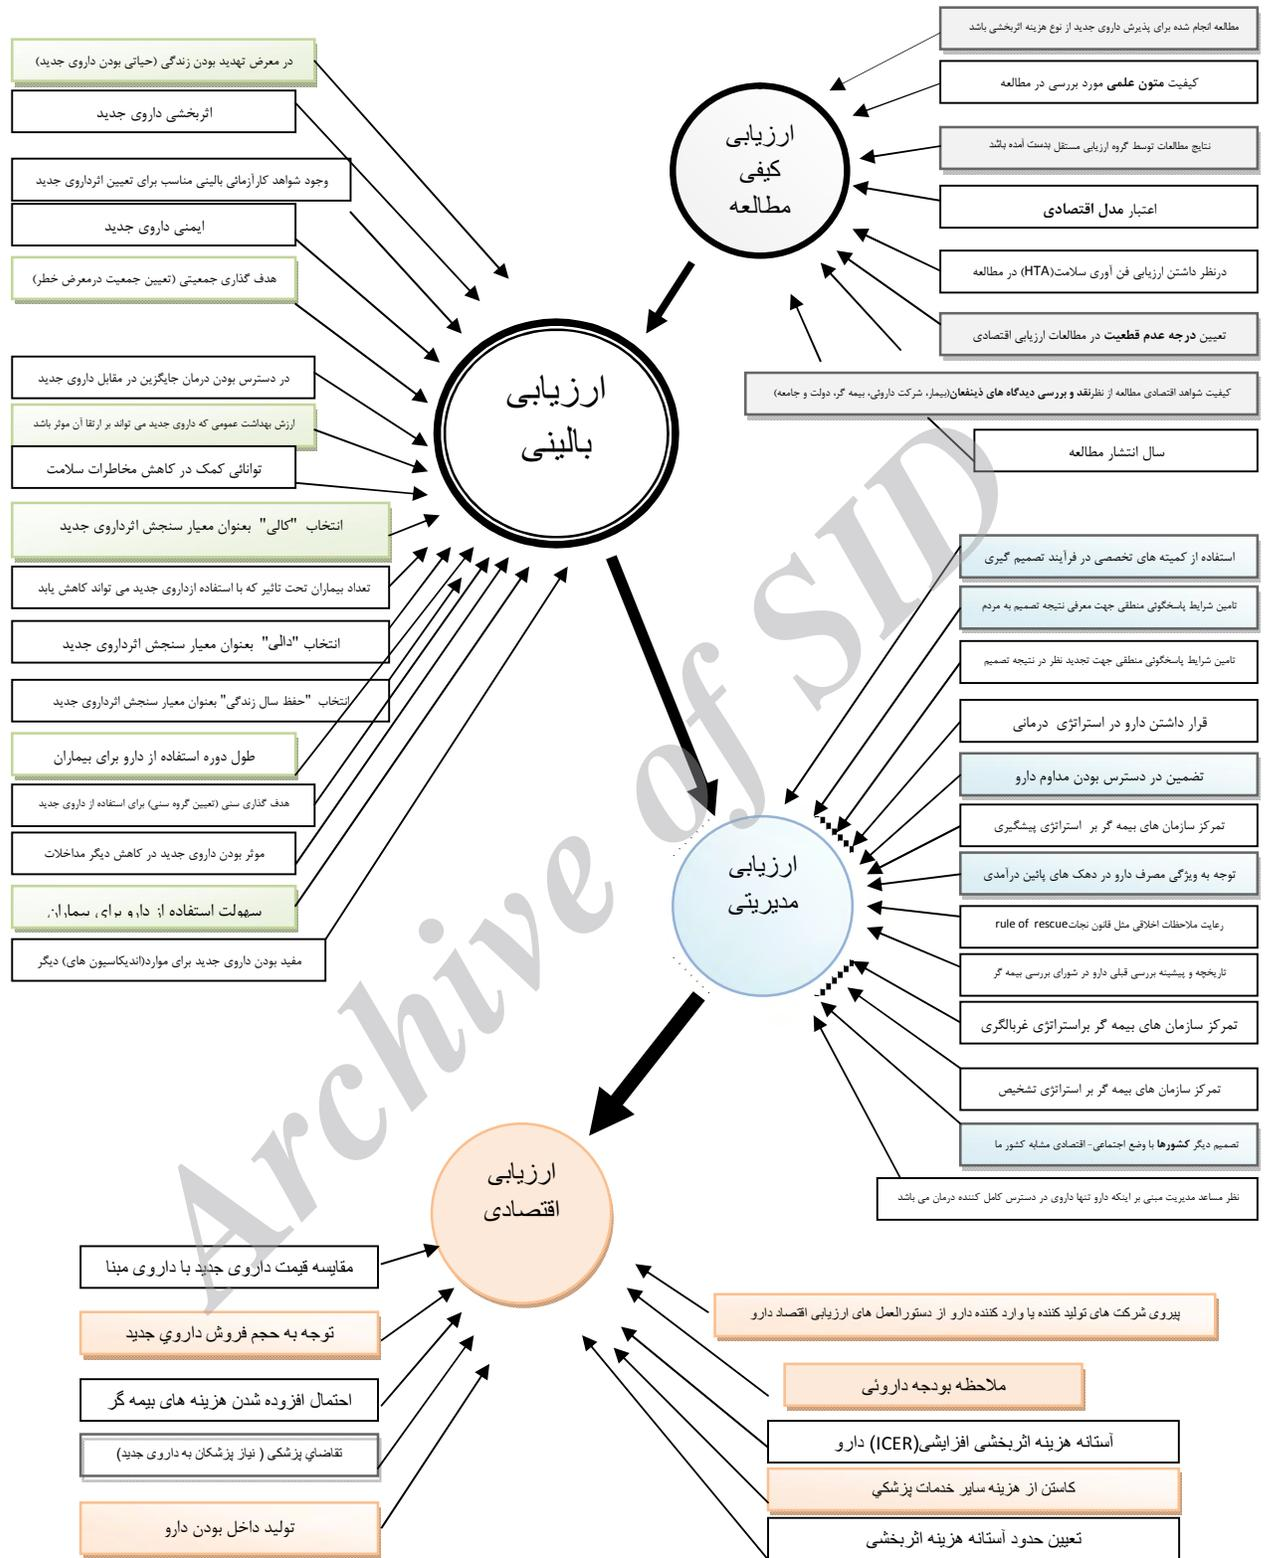 مطالعه انجام شده برای پذیرش داروی جدید از نوع هزینه اثربخشی باشد
کیفیت متون علمی مورد بررسی در مطالعه
نتایج مطالعات توسط گروه ارزیابی مستقل بدست آمده باشد
اعتبار مدل اقتصادی
درنظر داشتن ارزیابی فن آوری سلامت(HTA) در مطالعه
تعیین درجه عدم قطعیت در مطالعات ارزیابی اقتصادی
کیفیت شواهد اقتصادی مطالعه از نظرنقد و بررسی دیدگاه های ذینفعان(بیمار، شرکت داروئی، بیمه گر، دولت و جامعه)
سال انتشار مطالعه
ارزیابی
کیفی
مطالعه
در معرض تهدید بودن زندگی (حیاتی بودن داروی جدید)
اثربخشی داروی جدید
وجود شواهد کارآزمائی بالینی مناسب برای تعیین اثرداروی جدید
ایمنی داروی جدید
هدف گذاری جمعیتی (تعیین جمعیت درمعرض خطر)
در دسترس بودن درمان جایگزین در مقابل داروی جدید
ارزش بهداشت عمومی که داروی جدید می تواند بر ارتقا آن موثر باشد
توانائی کمک در کاهش مخاطرات سلامت
انتخاب "کالی" بعنوان معیار سنجش اثرداروی جدید
تعداد بیماران تحت تاثیر که با استفاده ازداروی جدید می تواند کاهش یابد
انتخاب "دالی" بعنوان معیار سنجش اثرداروی جدید
انتخاب "حفظ سال زندگی" بعنوان معیار سنجش اثرداروی جدید
طول دوره استفاده از دارو برای بیماران
هدف گذاری سنی (تعیین گروه سنی) برای استفاده از داروی جدید
موثر بودن داروی جدید در کاهش دیگر مداخلات
سهولت استفاده از دارو برای بیماران
مفید بودن داروی جدید برای موارد(اندیکاسیون های) دیگر
ارزیابی
بالینی
استفاده از کمیته های تخصصی در فرآیند تصمیم گیری
تامین شرایط پاسخگوئی منطقی جهت معرفی نتیجه تصمیم به مردم
تامین شرایط پاسخگوئی منطقی جهت تجدید نظر در نتیجه تصمیم
قرار داشتن دارو در استراتژی درمانی
تضمین در دسترس بودن مداوم دارو
تمرکز سازمان های بیمه گر بر استراتژی پیشگیری
توجه به ویژگی مصرف دارو در دهک های پائین درآمدی
رعایت ملاحظات اخلاقی مثل قانون نجاتrule of rescue
تاریخچه و پیشینه بررسی قبلی دارو در شورای بررسی بیمه گر
تمرکز سازمان های بیمه گر براستراتژی غربالگری
تمرکز سازمان های بیمه گر بر استراتژی تشخیص
تصمیم دیگر کشورها با وضع اجتماعی- اقتصادی مشابه کشور ما
نظر مساعد مدیریت مبنی بر اینکه دارو تنها داروی در دسترس کامل کننده درمان می باشد
ارزیابی
مدیریتی
ارزیابی
اقتصادی
مقایسه قیمت داروی جدید با داروی مبنا
توجه به حجم فروش داروي جدید
احتمال افزوده شدن هزینه های بیمه گر
تقاضاي پزشکی ( نیاز پزشکان به داروی جدید)
تولید داخل بودن دارو
پیروی شرکت های تولید کننده یا وارد کننده دارو از دستورالعمل های ارزیابی اقتصاد دارو
ملاحظه بودجه داروئی
آستانه هزینه اثربخشی افزایشی(ICER) دارو
کاستن از هزینه سایر خدمات پزشکي
تعیین حدود آستانه هزینه اثربخشی
Archive of SID